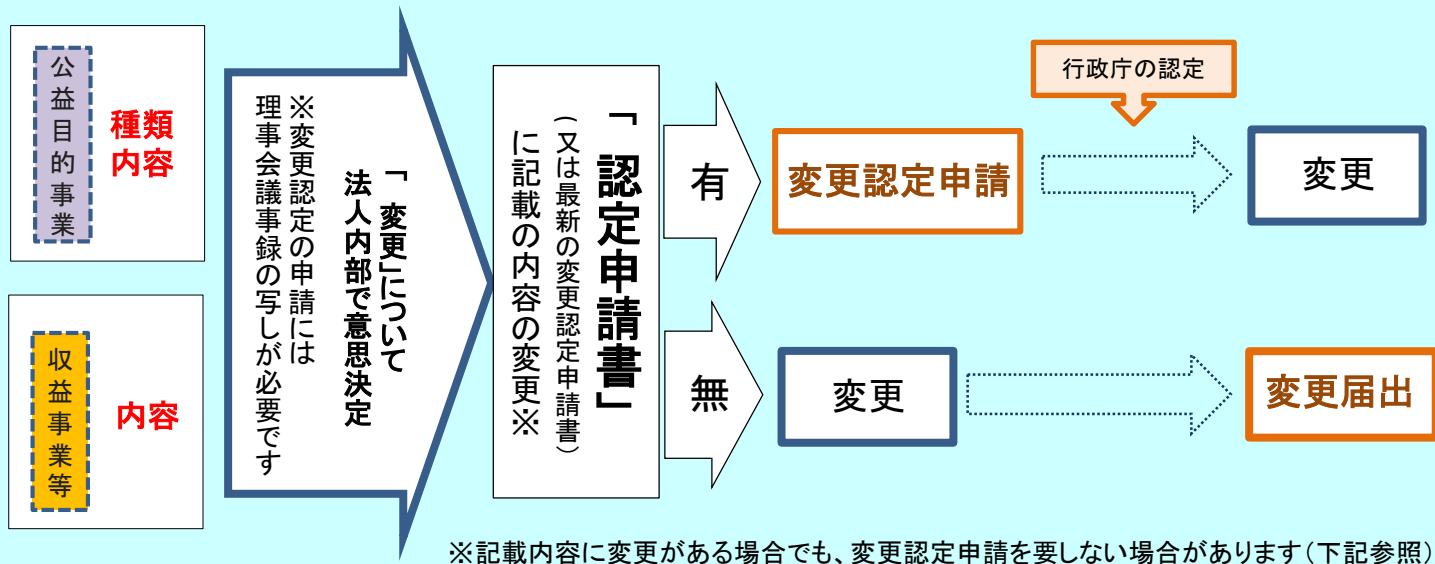 公益目的事業
種類
内容
収益事業等
内容
「変更」について
法人内部で意思決定
※変更認定の申請には
理事会議事録の写しが必要です
「認定申請書」
（又は最新の変更認定申請書）
に記載の内容の変更※
有
変更認定申請
行政庁の認定
変更
無
変更
変更届出
※記載内容に変更がある場合でも、変更認定申請を要しない場合があります（下記参照）